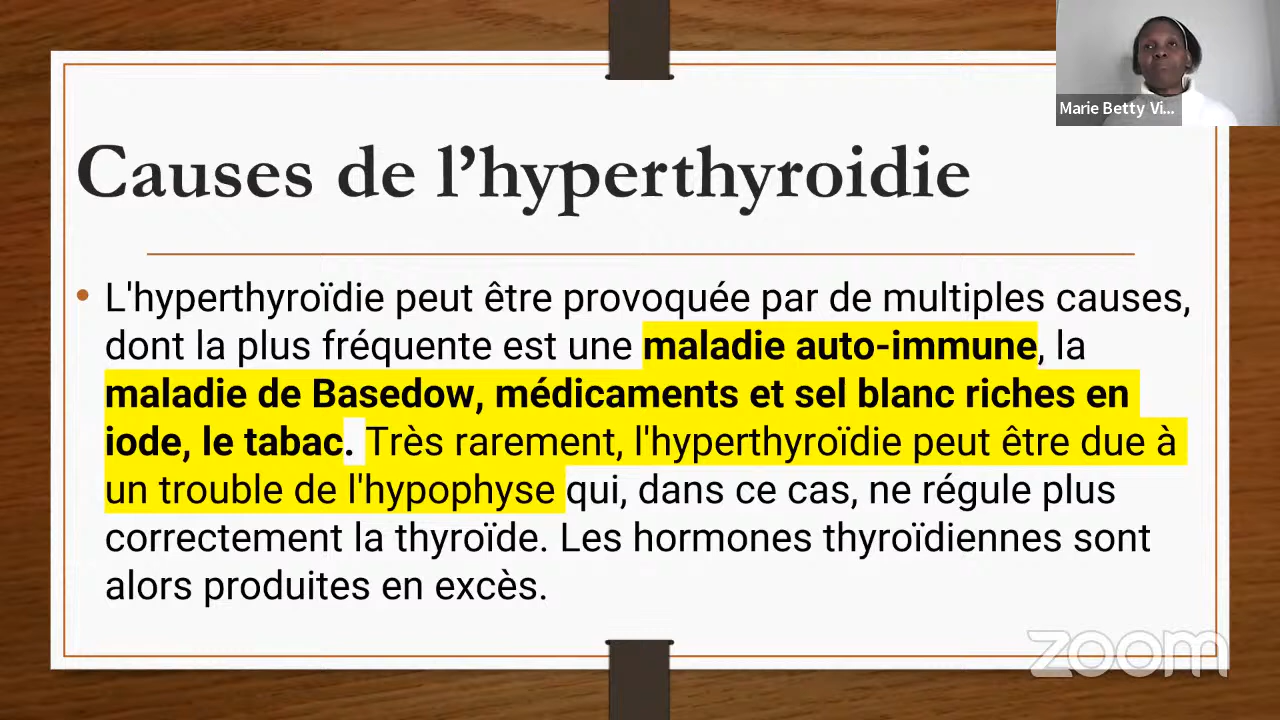 Marie Betty Vi...
Causes de l’hyperthyroidie
• L'hyperthyroïdie peut être provoquée par de multiples causes,
dont la plus fréquente est une maladie auto-immune, la
maladie de Basedow, médicaments et sel blanc riches en
iode, le tabac. Très rarement, l'hyperthyroïdie peut être due à
un trouble de l'hypophyse qui, dans ce cas, ne régule plus
correctement la thyroïde. Les hormones thyroïdiennes sont
alors produites en excès.
zoom